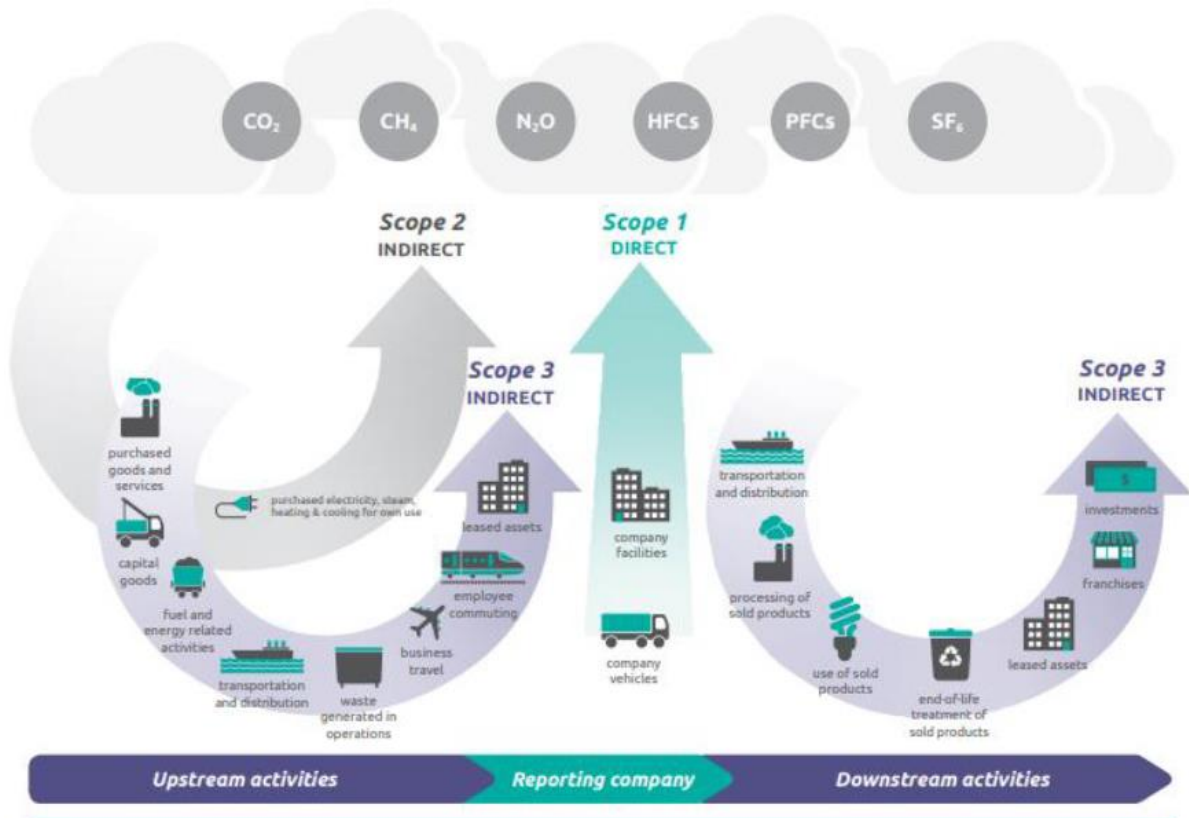 CO₂
CH₄
N₂O
HFCs
PFCs
SF₆
Scope 2
INDIRECT
Scope 1
DIRECT
Scope 3
INDIRECT
Scope 3
INDIRECT
purchased
goods and
services
capital
goods
fuel and
energy related
activities
transportation
and distribution
waste
generated in
operations
business
travel
employee
commuting
leased assets
purchased electricity, steam,
heating & cooling for own use
company
facilities
company
vehicles
transportation
and distribution
processing of
sold products
use of sold
products
end-of-life
treatment of
sold products
leased assets
franchises
$
investments
Upstream activities
Reporting company
Downstream activities